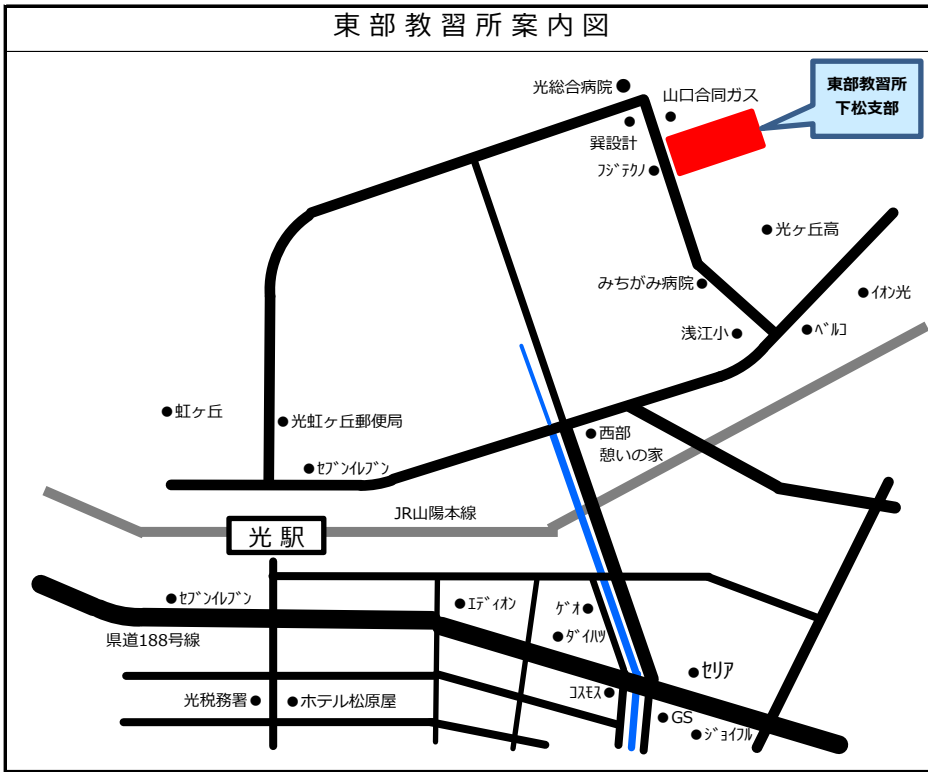 東部教習所案内図
光総合病院
山口合同ガス
東部教習所
下松支部
巽設計
ﾌｼﾞﾃｸﾉ
光ヶ丘高
みちがみ病院
ｲｵﾝ光
浅江小
ﾍﾞﾙｺ
虹ヶ丘
光虹ヶ丘郵便局
西部
憩いの家
ｾﾌﾞﾝｲﾚﾌﾞﾝ
JR山陽本線
光駅
ｾﾌﾞﾝｲﾚﾌﾞﾝ
ｴﾃﾞｨｵﾝ
ｹﾞｵ
県道188号線
ﾀﾞｲﾊﾂ
セリア
光税務署
ホテル松原屋
ｺｽﾓｽ
GS
ｼﾞｮｲﾌﾙ